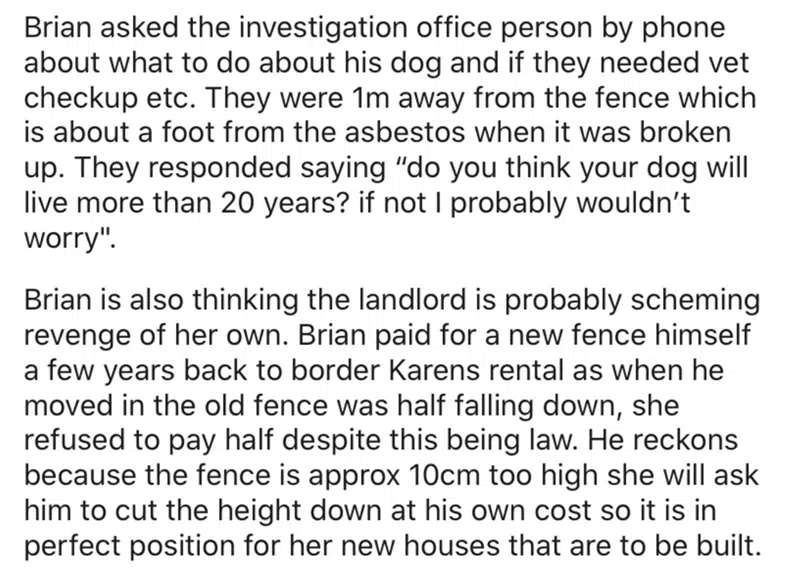 Brian asked the investigation office person by phone
about what to do about his dog and if they needed vet
checkup etc. They were 1m away from the fence which
is about a foot from the asbestos when it was broken
up. They responded saying “do you think your dog will
live more than 20 years? if not I probably wouldn’t
worry".
Brian is also thinking the landlord is probably scheming
revenge of her own. Brian paid for a new fence himself
a few years back to border Karens rental as when he
moved in the old fence was half falling down, she
refused to pay half despite this being law. He reckons
because the fence is approx 10cm too high she will ask
him to cut the height down at his own cost so it is in
perfect position for her new houses that are to be built.